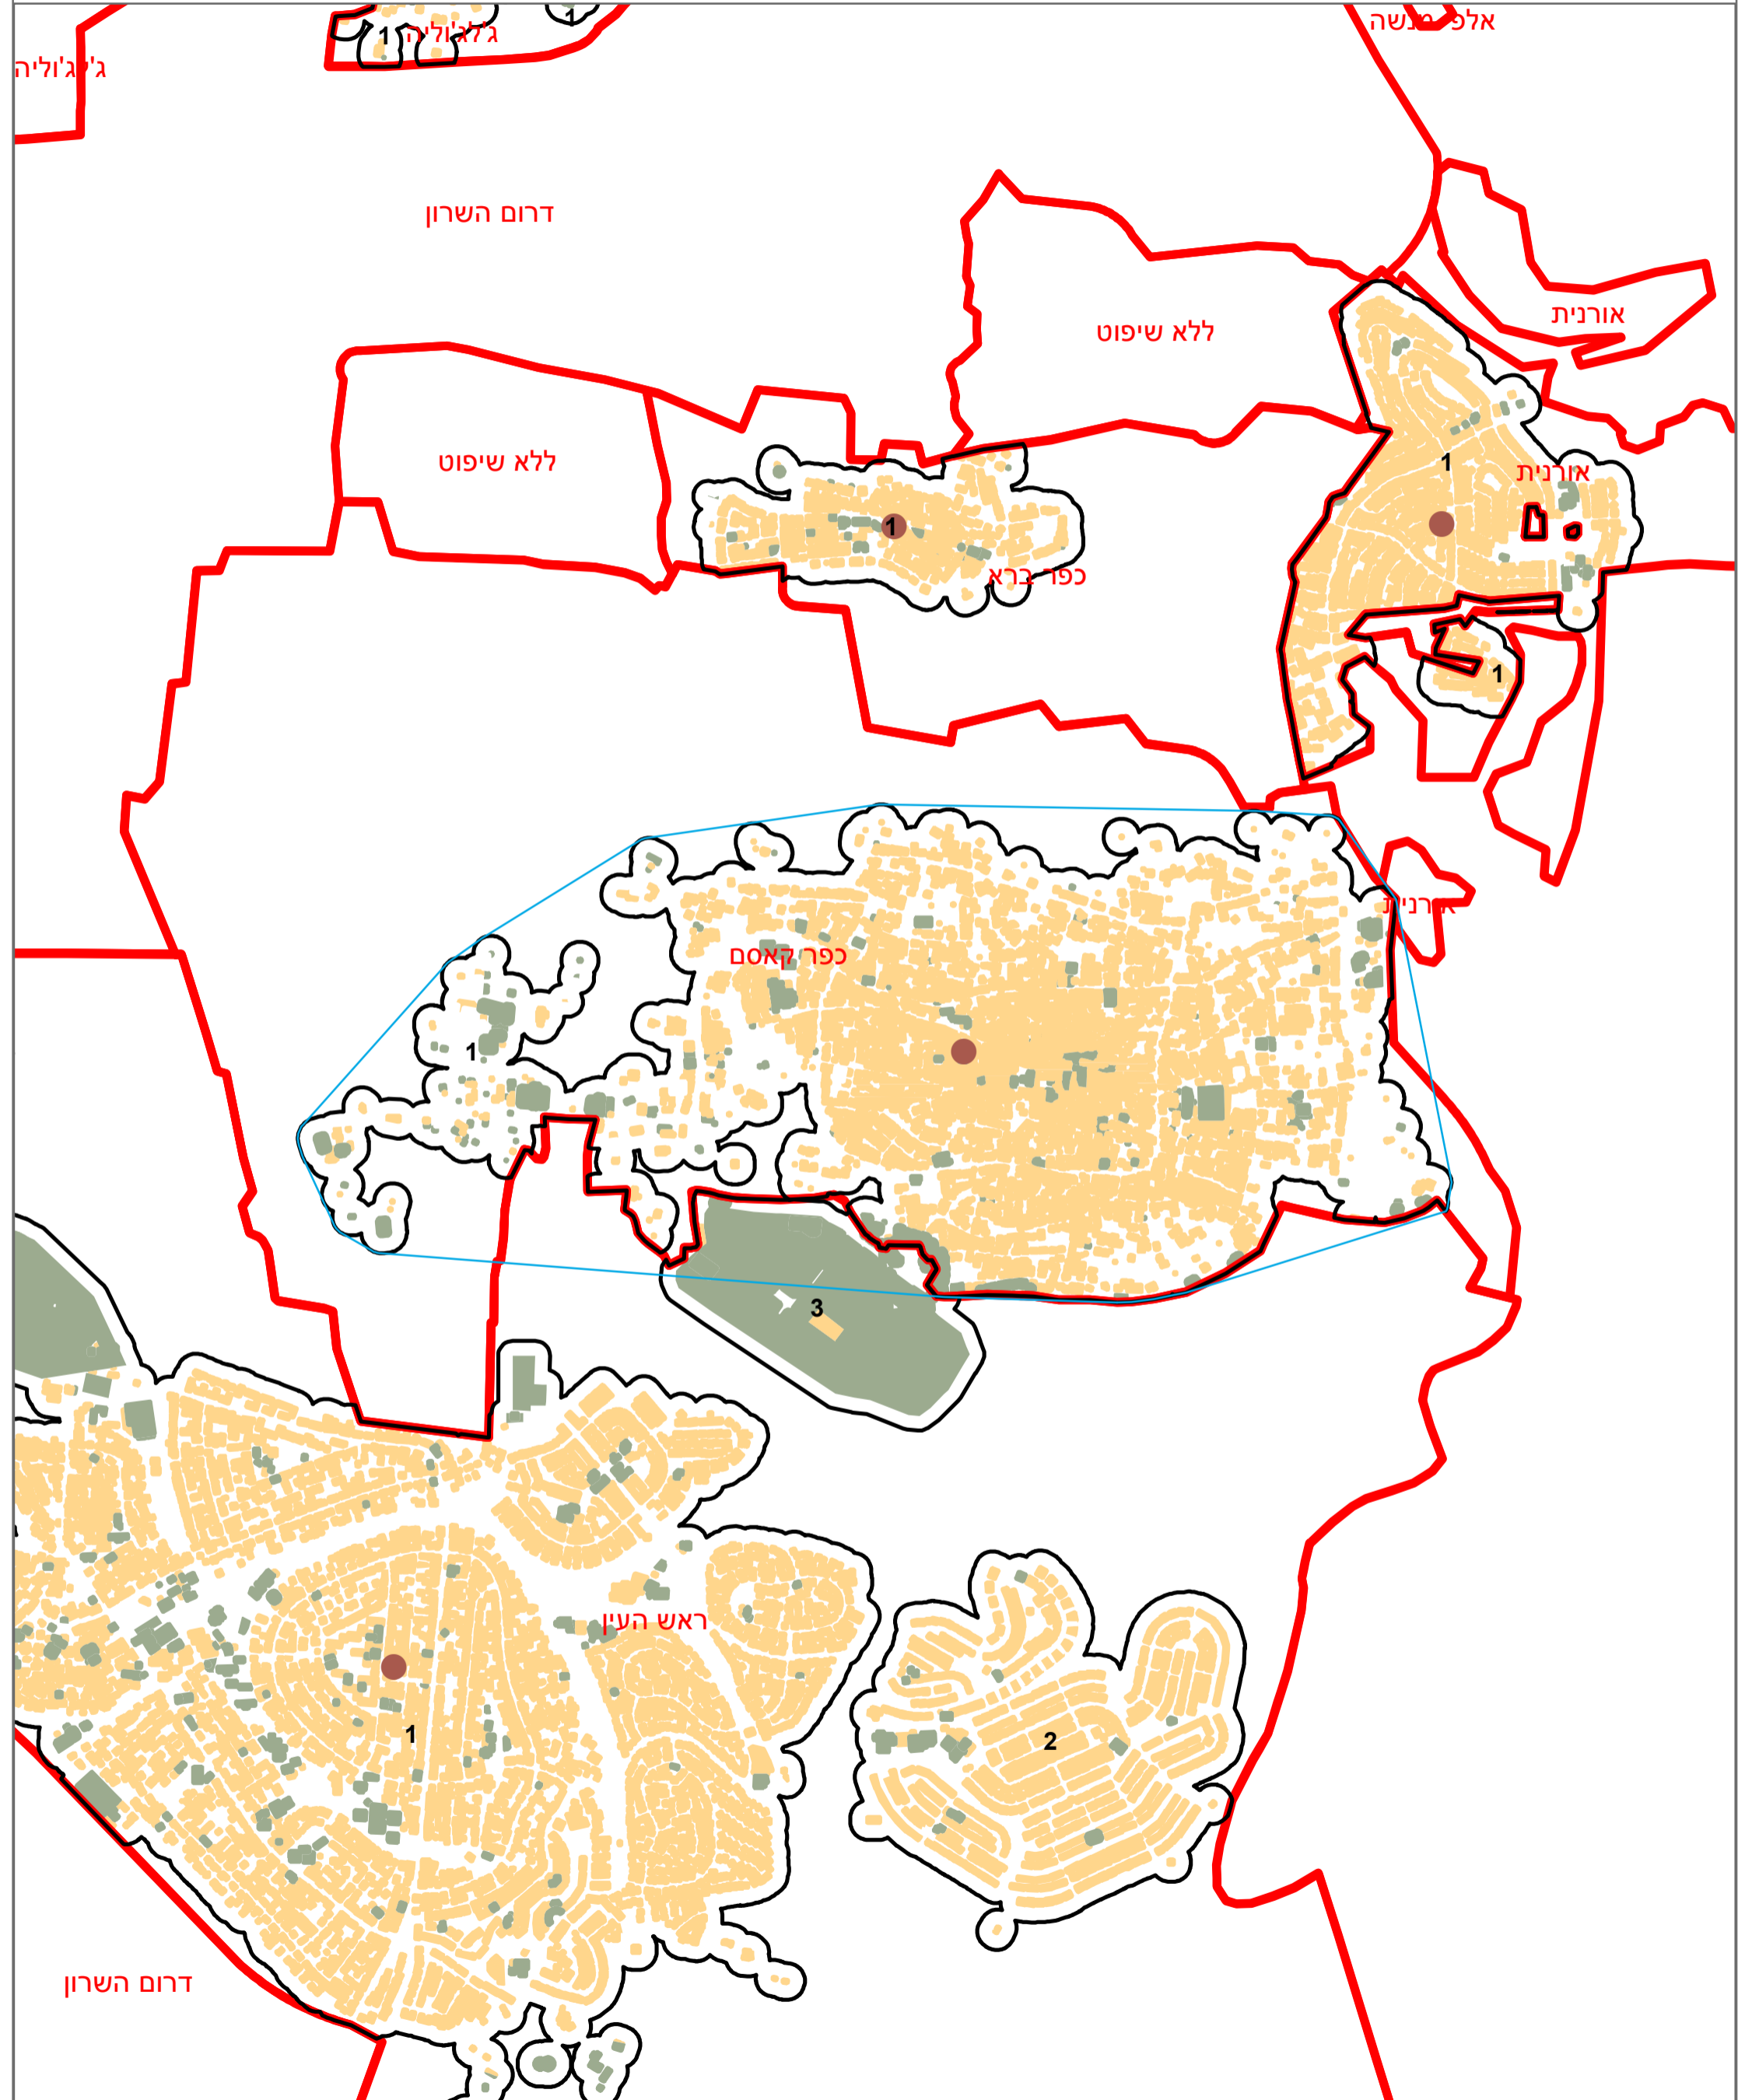 1
ג'לג'וליה
1
אלפי מנשה
ג'לג'וליה
דרום השרון
אורנית
ללא שיפוט
ללא שיפוט
1
אורנית
1
כפר ברא
1
אורנית
כפר קאסם
1
3
ראש העין
1
2
דרום השרון